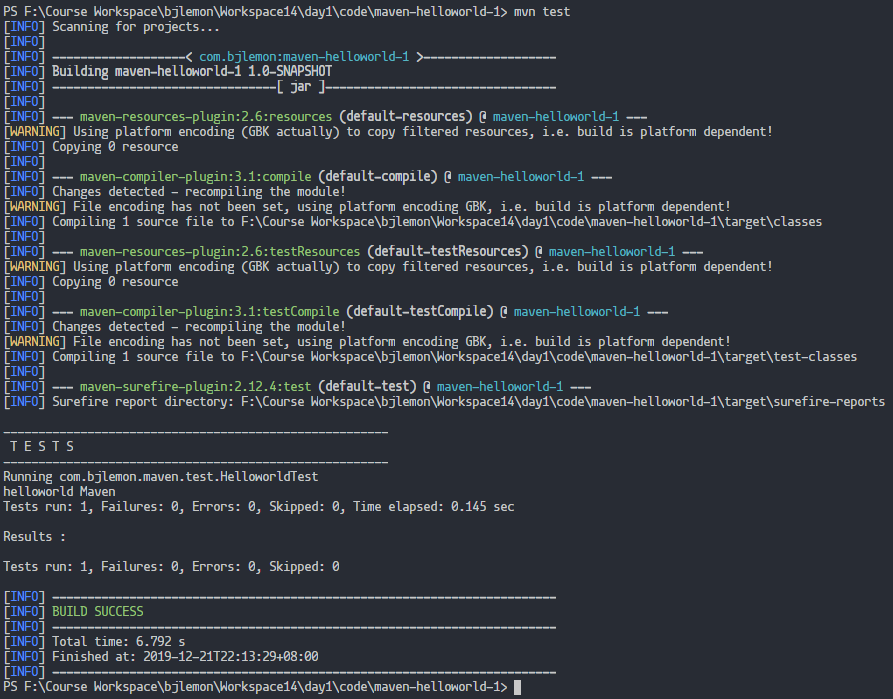 PS F:\Course Workspace\bjlemon\Workspace14\day1\code\maven-helloworld-1> mvn test
[INFO] Scanning for projects...
[INFO]
[INFO] -------------------< com.bjlemon:maven-helloworld-1 >-------------------
[INFO] Building maven-helloworld-1 1.0-SNAPSHOT
[INFO] --------------------------------[ jar ]---------------------------------
[INFO]
[INFO] --- maven-resources-plugin:2.6:resources (default-resources) @ maven-helloworld-1 ---
[WARNING] Using platform encoding (GBK actually) to copy filtered resources, i.e. build is platform dependent!
[INFO] Copying 0 resource
[INFO]
[INFO] --- maven-compiler-plugin:3.1:compile (default-compile) @ maven-helloworld-1 ---
[INFO] Changes detected - recompiling the module!
[WARNING] File encoding has not been set, using platform encoding GBK, i.e. build is platform dependent!
[INFO] Compiling 1 source file to F:\Course Workspace\bjlemon\Workspace14\day1\code\maven-helloworld-1\target\classes
[INFO]
[INFO] --- maven-resources-plugin:2.6:testResources (default-testResources) @ maven-helloworld-1 ---
[WARNING] Using platform encoding (GBK actually) to copy filtered resources, i.e. build is platform dependent!
[INFO] Copying 0 resource
[INFO]
[INFO] --- maven-compiler-plugin:3.1:testCompile (default-testCompile) @ maven-helloworld-1 ---
[INFO] Changes detected - recompiling the module!
[WARNING] File encoding has not been set, using platform encoding GBK, i.e. build is platform dependent!
[INFO] Compiling 1 source file to F:\Course Workspace\bjlemon\Workspace14\day1\code\maven-helloworld-1\target\test-classes
[INFO]
[INFO] --- maven-surefire-plugin:2.12.4:test (default-test) @ maven-helloworld-1 ---
[INFO] Surefire report directory: F:\Course Workspace\bjlemon\Workspace14\day1\code\maven-helloworld-1\target\surefire-reports
-------------------------------------------------------
T E S T S
-------------------------------------------------------
Running com.bjlemon.maven.test.HelloworldTest
helloworld Maven
Tests run: 1, Failures: 0, Errors: 0, Skipped: 0, Time elapsed: 0.145 sec
Results :
Tests run: 1, Failures: 0, Errors: 0, Skipped: 0
[INFO] ------------------------------------------------------------------------
[INFO] BUILD SUCCESS
[INFO] ------------------------------------------------------------------------
[INFO] Total time: 6.792 s
[INFO] Finished at: 2019-12-21T22:13:29+08:00
[INFO] ------------------------------------------------------------------------
PS F:\Course Workspace\bjlemon\Workspace14\day1\code\maven-helloworld-1>